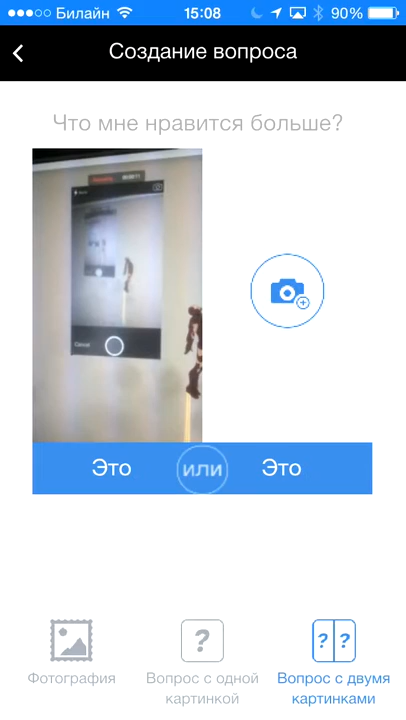 Билайн 15:08 90%
Создание вопроса
Что мне нравится больше?
Cancel
Это или Это
? ? ?
Фотография Вопрос с одной Вопрос с двумя
картинкой картинками